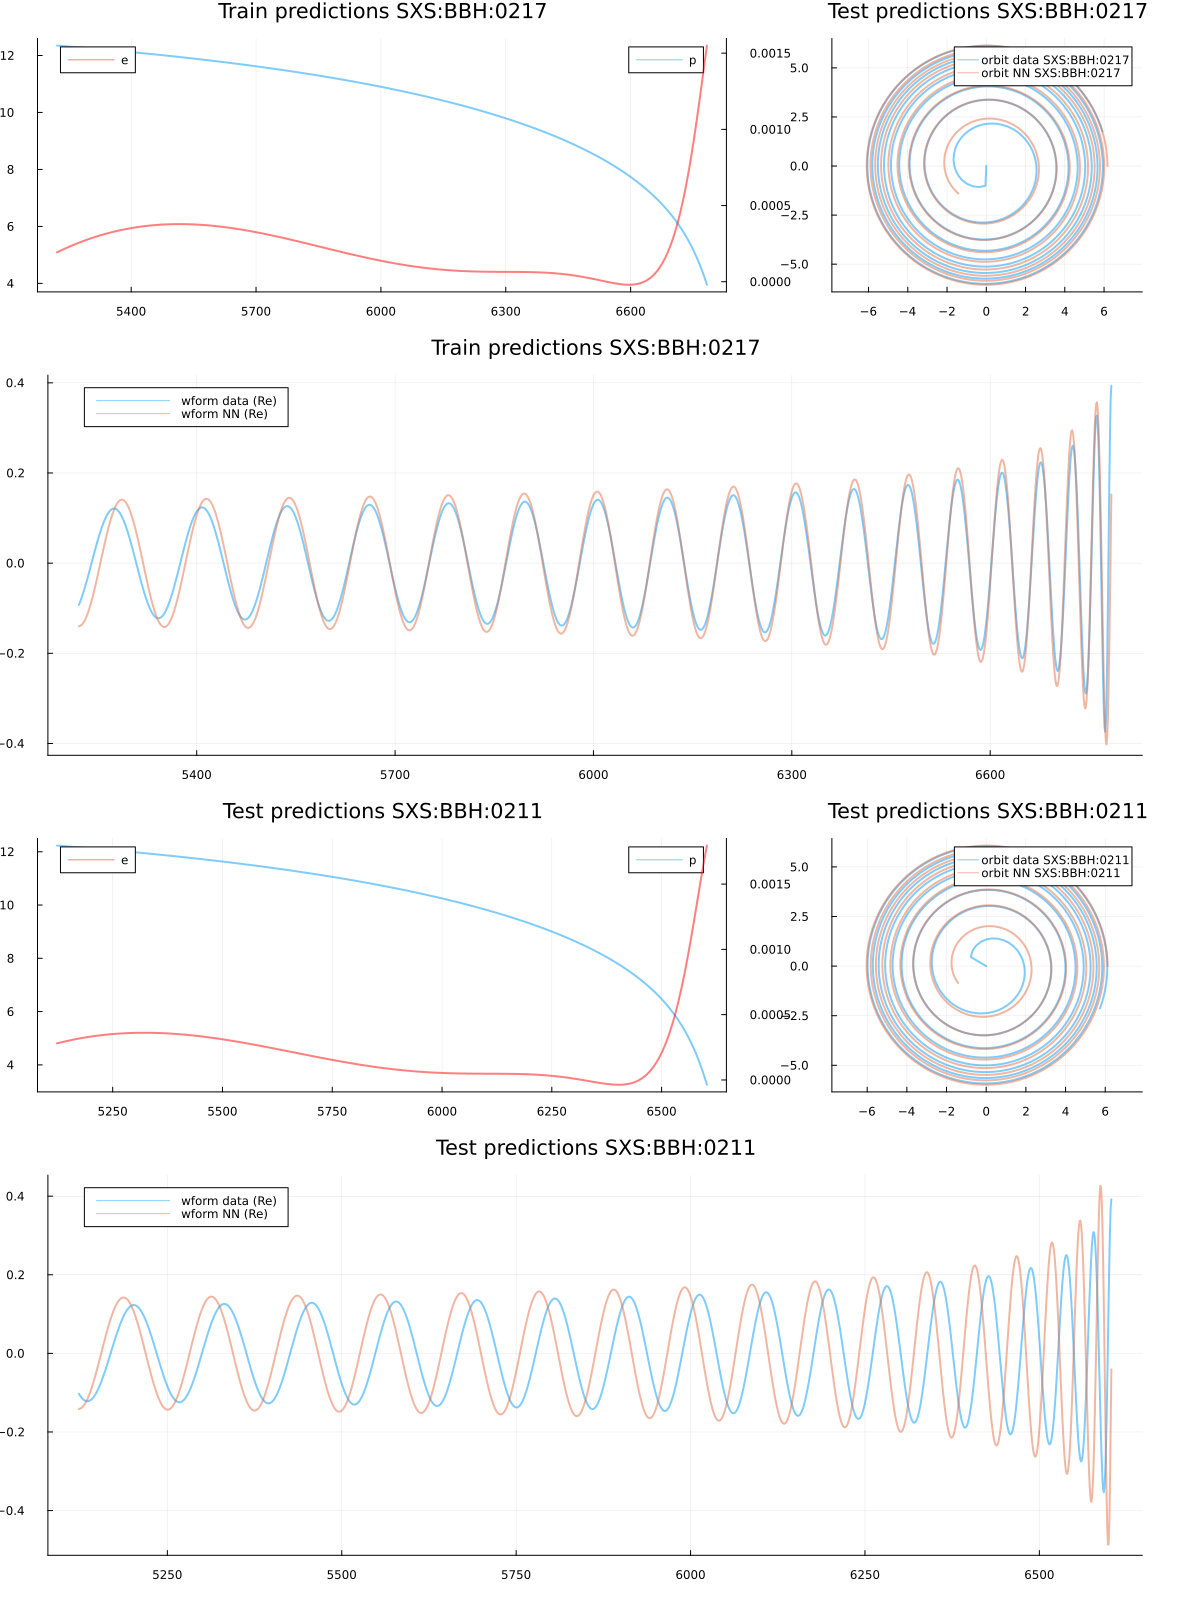 Train predictions SXS:BBH:0217
Test predictions SXS:BBH:0217
12
10
8
6
4
e
p
0.0015
0.0010
0.0005
0.0000
5400 5700 6000 6300 6600
orbit data SXS:BBH:0217
orbit NN SXS:BBH:0217
5.0
2.5
0.0
−2.5
−5.0
−6 −4 −2 0 2 4 6
Train predictions SXS:BBH:0217
wform data (Re)
wform NN (Re)
0.4
0.2
0.0
−0.2
−0.4
5400 5700 6000 6300 6600
Test predictions SXS:BBH:0211
Test predictions SXS:BBH:0211
12
10
8
6
4
e
p
0.0015
0.0010
0.0005
0.0000
5250 5500 5750 6000 6250 6500
orbit data SXS:BBH:0211
orbit NN SXS:BBH:0211
5.0
2.5
0.0
−2.5
−5.0
−6 −4 −2 0 2 4 6
Test predictions SXS:BBH:0211
wform data (Re)
wform NN (Re)
0.4
0.2
0.0
−0.2
−0.4
5250 5500 5750 6000 6250 6500